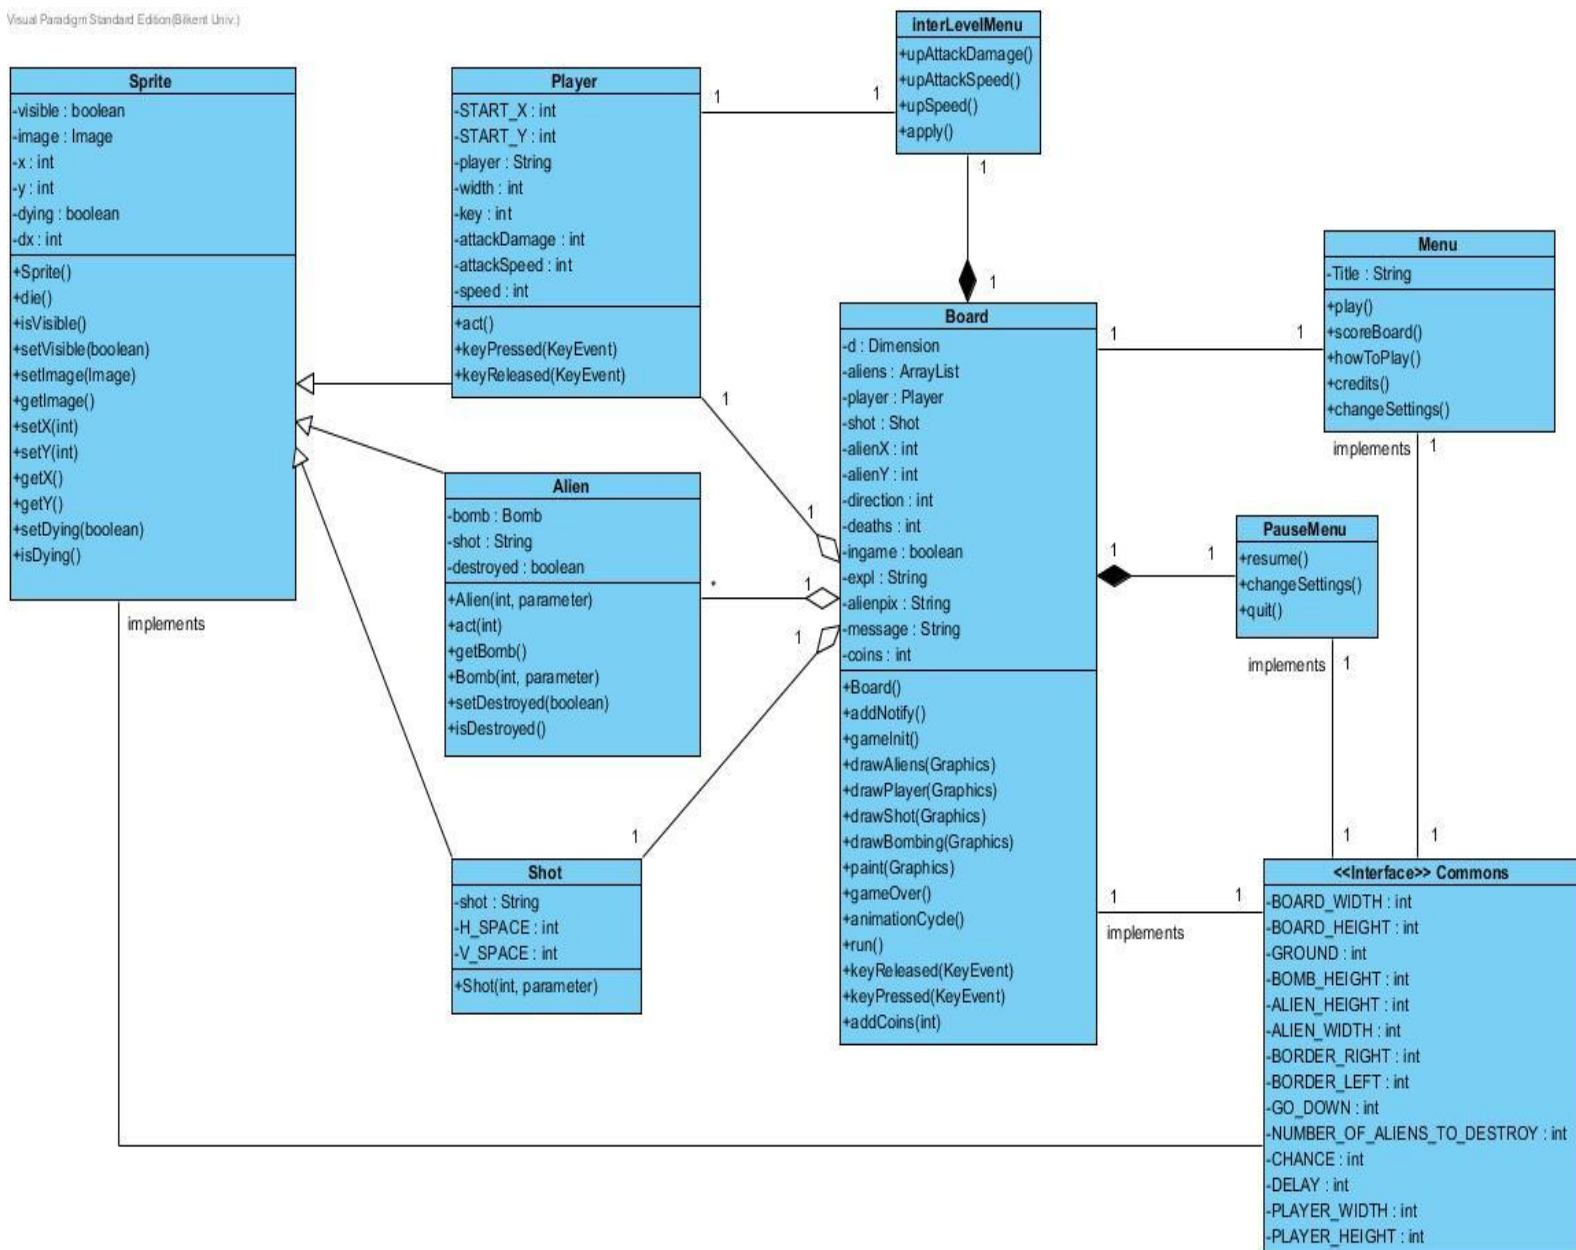 Visual Paradigm Standard Edition(Bilkent Univ.)
Sprite
-visible : boolean
-image : Image
-x : int
-y : int
-dying : boolean
-dx : int
+Sprite()
+die()
+isVisible()
+setVisible(boolean)
+setImage(Image)
+getImage()
+setX(int)
+setY(int)
+getX()
+getY()
+setDying(boolean)
+isDying()
implements
Player
-START_X : int
-START_Y : int
-player : String
-width : int
-key : int
-attackDamage : int
-attackSpeed : int
-speed : int
+act()
+keyPressed(KeyEvent)
+keyReleased(KeyEvent)
1
1
1
1
Alien
-bomb : Bomb
-shot : String
-destroyed : boolean
+Alien(int, parameter)
+act(int)
+getBomb()
+Bomb(int, parameter)
+setDestroyed(boolean)
+isDestroyed()
*
1
1
1
Shot
-shot : String
-H_SPACE : int
-V_SPACE : int
+Shot(int, parameter)
interLevelMenu
+upAttackDamage()
+upAttackSpeed()
+upSpeed()
+apply()
1
1
Board
-d : Dimension
-aliens : ArrayList
-player : Player
-shot : Shot
-alienX : int
-alienY : int
-direction : int
-deaths : int
-ingame : boolean
-expl : String
-alienpix : String
-message : String
-coins : int
+Board()
+addNotify()
+gameInit()
+drawAliens(Graphics)
+drawPlayer(Graphics)
+drawShot(Graphics)
+drawBombing(Graphics)
+paint(Graphics)
+gameOver()
+animationCycle()
+run()
+keyReleased(KeyEvent)
+keyPressed(KeyEvent)
+addCoins(int)
1
1
Menu
-Title : String
+play()
+scoreBoard()
+howToPlay()
+credits()
+changeSettings()
implements 1
1
1
PauseMenu
+resume()
+changeSettings()
+quit()
implements 1
1
1
1
1
implements
<<Interface>> Commons
-BOARD_WIDTH : int
-BOARD_HEIGHT : int
-GROUND : int
-BOMB_HEIGHT : int
-ALIEN_HEIGHT : int
-ALIEN_WIDTH : int
-BORDER_RIGHT : int
-BORDER_LEFT : int
-GO_DOWN : int
-NUMBER_OF_ALIENS_TO_DESTROY : int
-CHANCE : int
-DELAY : int
-PLAYER_WIDTH : int
-PLAYER_HEIGHT : int